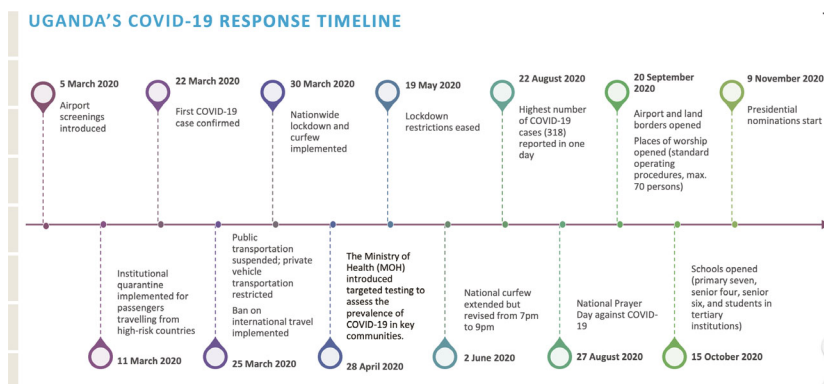 UGANDA'S COVID-19 RESPONSE TIMELINE
5 March 2020
Airport
screenings
introduced
22 March 2020
First COVID-19
case confirmed
30 March 2020
Nationwide
lockdown and
curfew
implemented
19 May 2020
Lockdown
restrictions eased
22 August 2020
Highest number
of COVID-19
cases (318)
reported in one
day
20 September
2020
Airport and land
borders opened
Places of worship
opened (standard
operating
procedures, max.
70 persons)
9 November 2020
Presidential
nominations start
Institutional
quarantine
implemented for
passengers
travelling from
high-risk countries
11 March 2020
Public
transportation
suspended; private
vehicle
transportation
restricted
Ban on
international travel
implemented
25 March 2020
The Ministry of
Health (MOH)
introduced
targeted testing to
assess the
prevalence of
COVID-19 in key
communities.
28 April 2020
National curfew
extended but
revised from 7pm
to 9pm
2 June 2020
National Prayer
Day against COVID-
19
27 August 2020
Schools opened
(primary seven,
senior four, senior
six, and students in
tertiary
institutions)
15 October 2020